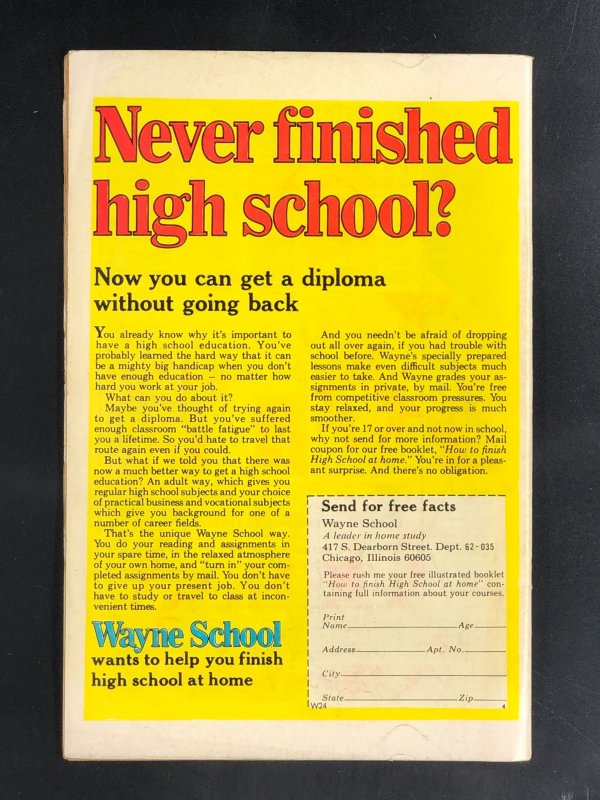 Never finished
high school?
Now you can get a diploma
without going back
You already know why it's important to
have a high school education. You've
probably learned the hard way that it can
be a mighty big handicap when you don't
have enough education — no matter how
hard you work at your job.
What can you do about it?
Maybe you've thought of trying again
to get a diploma. But you've suffered
enough classroom "battle fatigue" to last
you a lifetime. So you'd hate to travel that
route again even if you could.
But what if we told you that there was
now a much better way to get a high school
education? An adult way, which gives you
regular high school subjects and your choice
of practical business and vocational subjects
which give you background for one of a
number of career fields.
That's the unique Wayne School way.
You do your reading and assignments in
your spare time, in the relaxed atmosphere
of your own home, and "turn in" your com-
pleted assignments by mail. You don't have
to give up your present job. You don't
have to study or travel to class at incon-
venient times.
Wayne School
wants to help you finish
high school at home
And you needn't be afraid of dropping
out all over again, if you had trouble with
school before. Wayne's specially prepared
lessons make even difficult subjects much
easier to take. And Wayne grades your as-
signments in private, by mail. You're free
from competitive classroom pressures. You
stay relaxed, and your progress is much
smoother.
If you're 17 or over and not now in school,
why not send for more information? Mail
coupon for our free booklet, "How to finish
High School at home." You're in for a pleas-
ant surprise. And there's no obligation.
Send for free facts
Wayne School
A leader in home study
417 S. Dearborn Street. Dept. 62-035
Chicago, Illinois 60605
Please rush me your free illustrated booklet
"How to finish High School at home" con-
taining full information about your courses.
Print
Name Age
Address Apt. No.
City
State Zip
W24 4